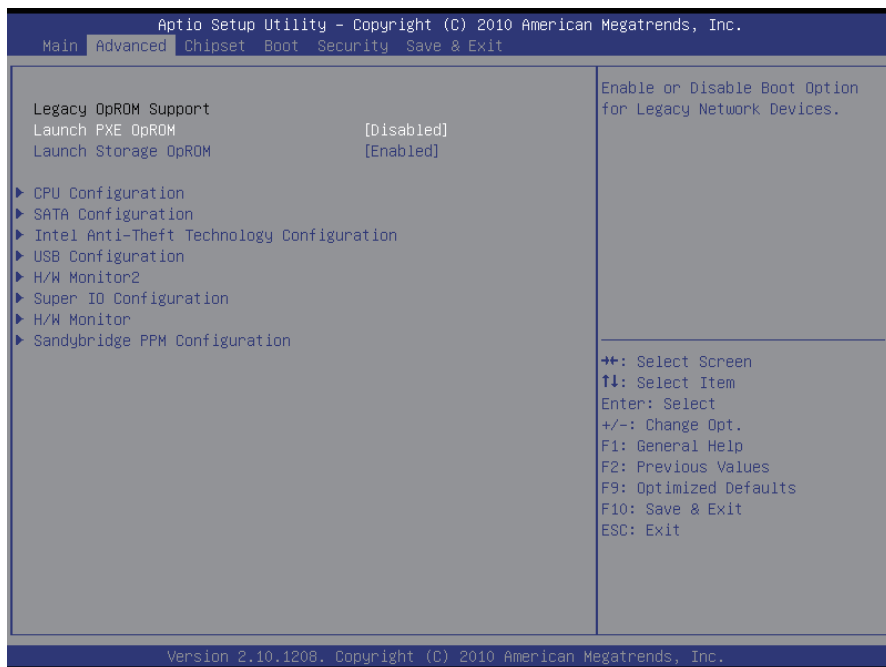 Aptio Setup Utility – Copyright (C) 2010 American Megatrends, Inc.
Main Advanced Chipset Boot Security Save & Exit
Legacy OpROM Support
Launch PXE OpROM [Disabled]
Launch Storage OpROM [Enabled]
CPU Configuration
SATA Configuration
Intel Anti-Theft Technology Configuration
USB Configuration
H/W Monitor2
Super IO Configuration
H/W Monitor
Sandybridge PPM Configuration
Enable or Disable Boot Option
for Legacy Network Devices.
→←: Select Screen
↑↓: Select Item
Enter: Select
+/-: Change Opt.
F1: General Help
F2: Previous Values
F9: Optimized Defaults
F10: Save & Exit
ESC: Exit
Version 2.10.1208. Copyright (C) 2010 American Megatrends, Inc.